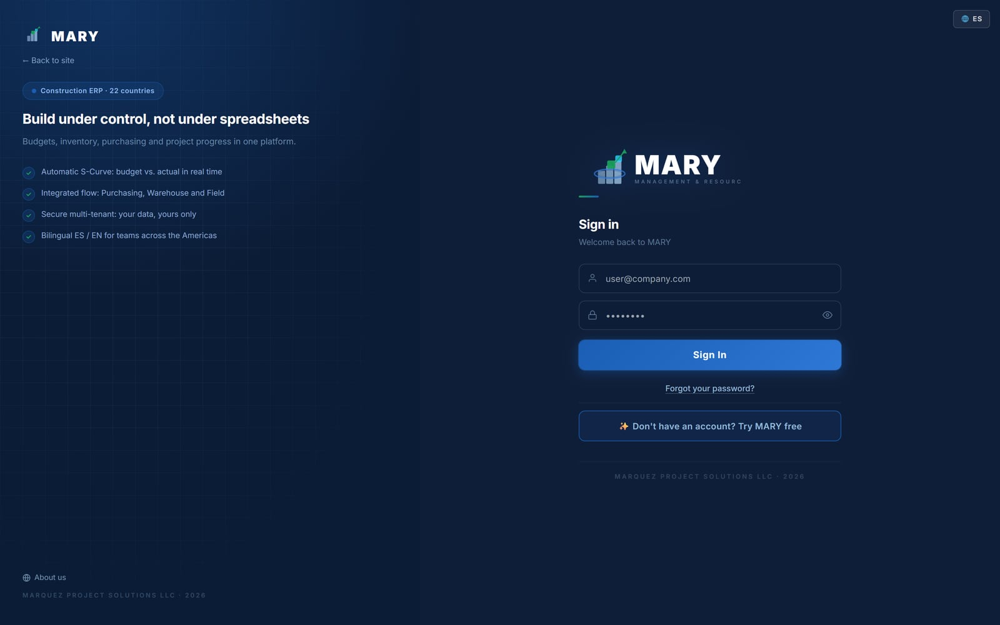 MARY
← Back to site
Construction ERP · 22 countries
Build under control, not under spreadsheets
Budgets, inventory, purchasing and project progress in one platform.
Automatic S-Curve: budget vs. actual in real time
Integrated flow: Purchasing, Warehouse and Field
Secure multi-tenant: your data, yours only
Bilingual ES / EN for teams across the Americas
About us
MARQUEZ PROJECT SOLUTIONS LLC · 2026
ES
MARY
MANAGEMENT & RESOURC
Sign in
Welcome back to MARY
user@company.com
••••••••
Sign In
Forgot your password?
✨ Don't have an account? Try MARY free
MARQUEZ PROJECT SOLUTIONS LLC · 2026